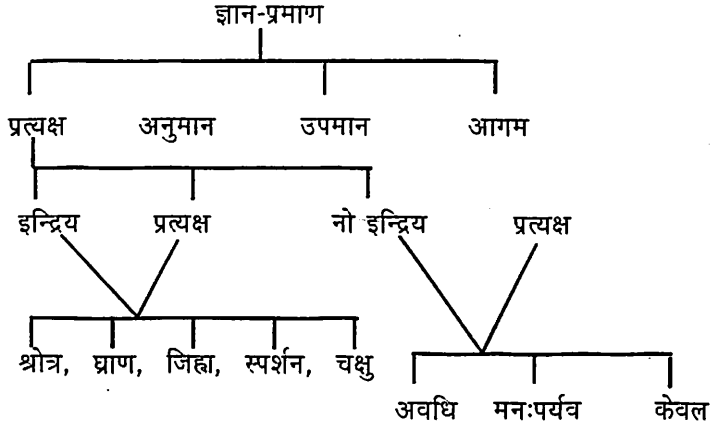 ज्ञान-प्रमाण
प्रत्यक्ष अनुमान उपमान आगम
इन्द्रिय प्रत्यक्ष नो इन्द्रिय प्रत्यक्ष
श्रोत्र, घ्राण, जिह्वा, स्पर्शन, चक्षु
अवधि मनःपर्यव केवल